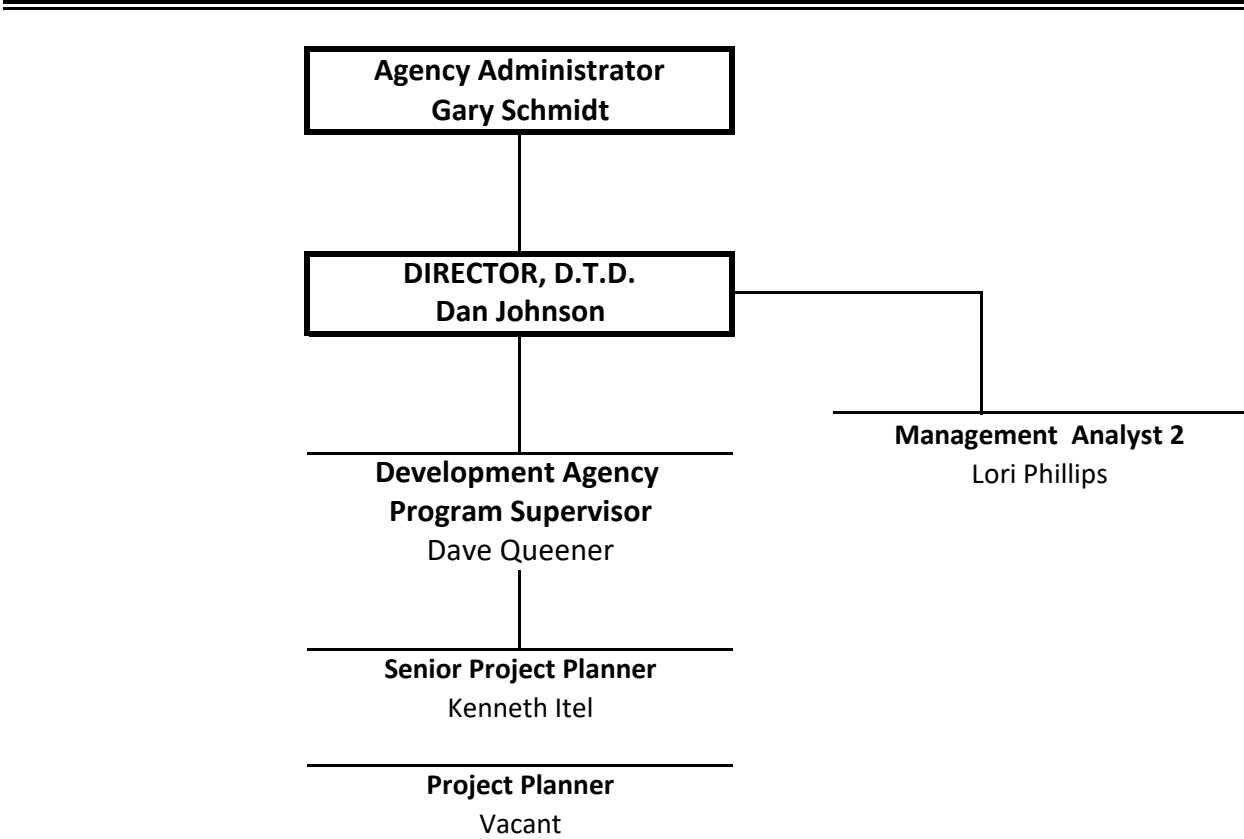 Agency Administrator
Gary Schmidt
DIRECTOR, D.T.D.
Dan Johnson
Management Analyst 2
Lori Phillips
Development Agency
Program Supervisor
Dave Queener
Senior Project Planner
Kenneth Itel
Project Planner
Vacant